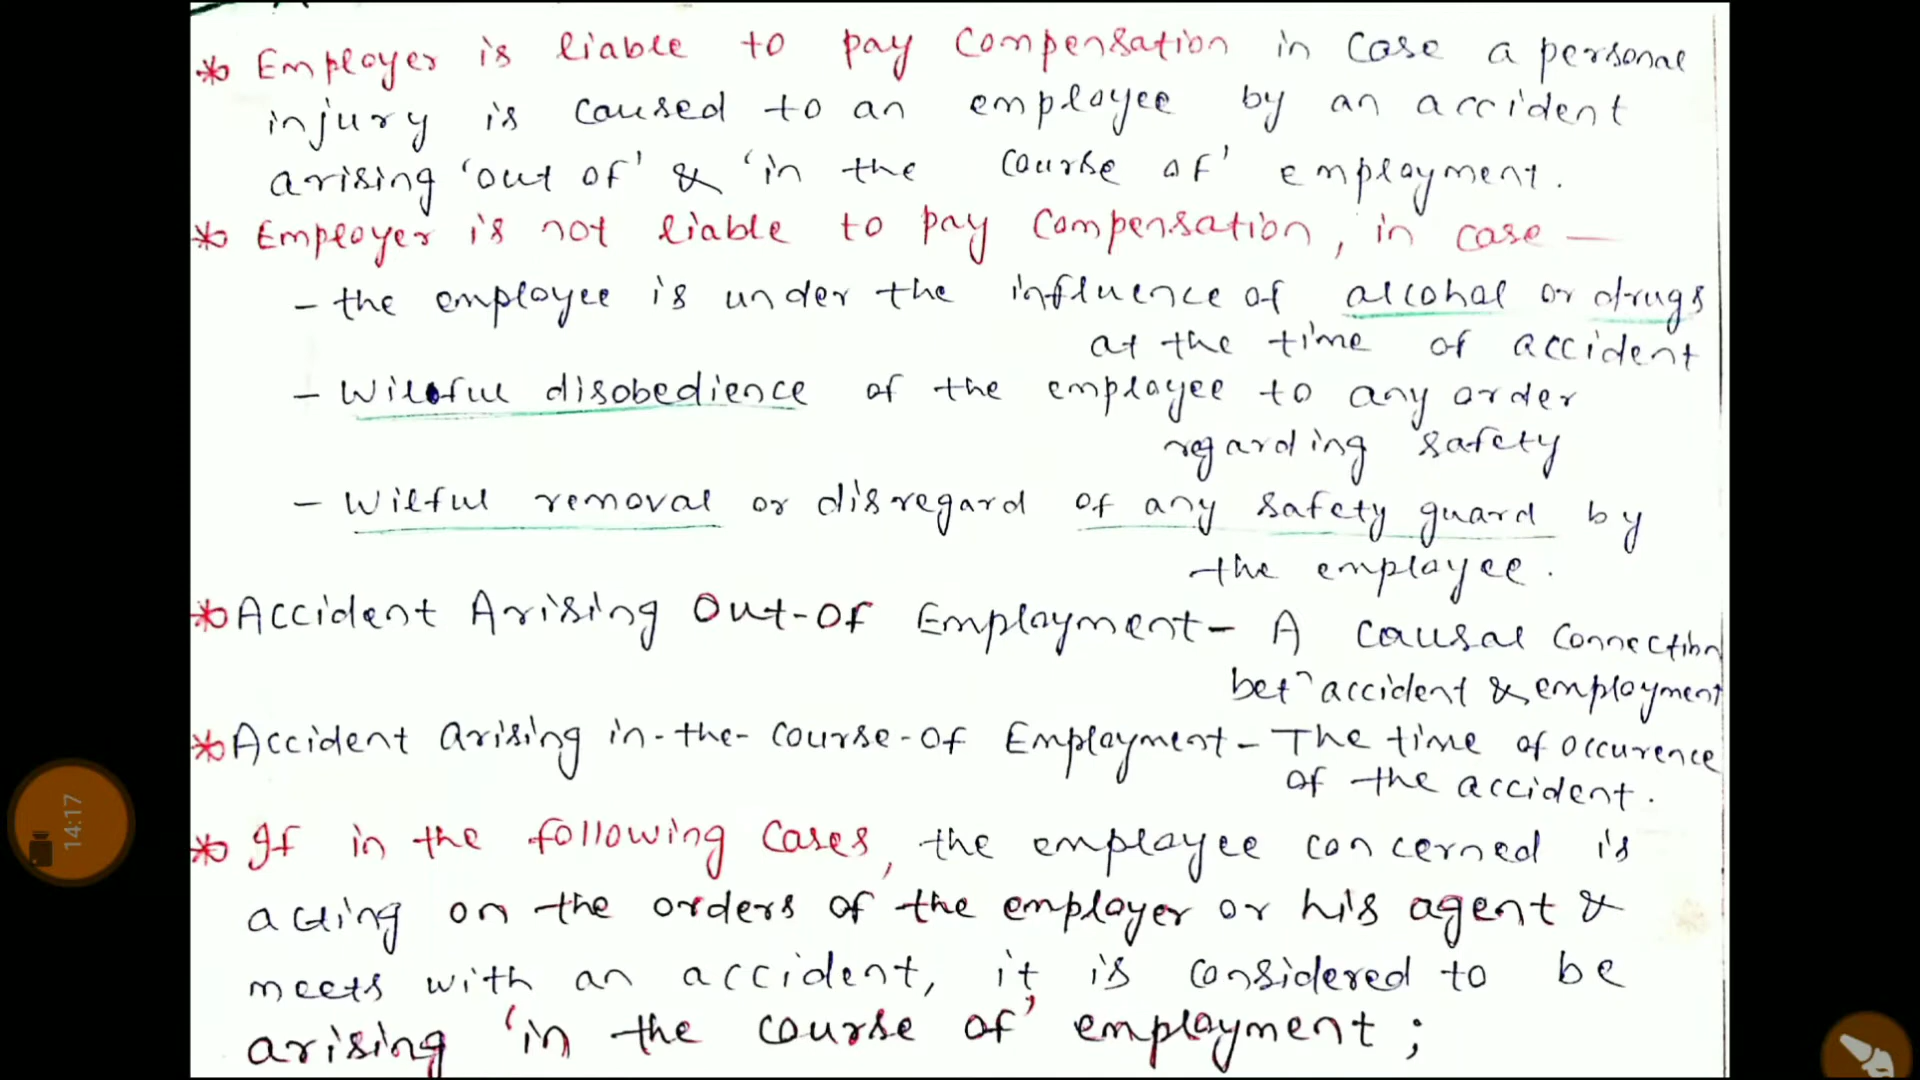 * Employer is liable to pay compensation in case a personal
injury is caused to an employee by an accident
arising 'out of' & 'in the course of' employment.
* Employer is not liable to pay compensation, in case —
- the employee is under the influence of alcohal or drugs
at the time of accident
- Wilful disobedience of the employee to any order
regarding safety
- Wilful removal or disregard of any safety guard by
the employee.
* Accident Arising Out-of Employment - A causal connection
betn accident & employment
* Accident arising in-the-course-of Employment - The time of occurence
of the accident.
* If in the following cases, the employee concerned is
acting on the orders of the employer or his agent &
meets with an accident, it is considered to be
arising 'in the course of' employment ;
14:17